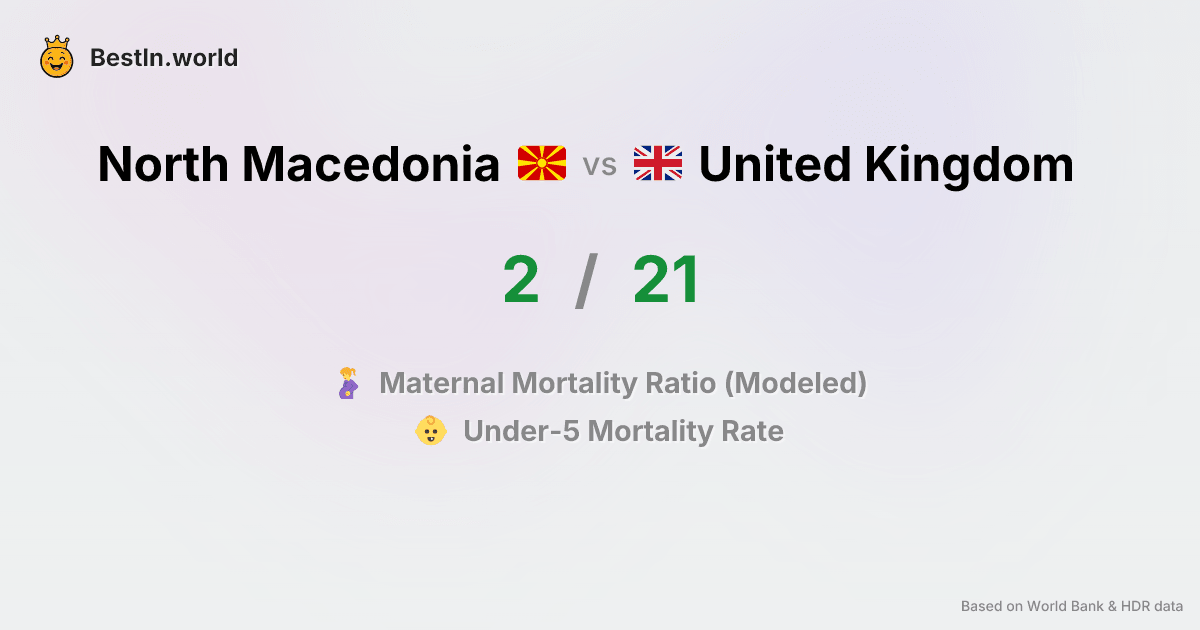 BestIn.world
North Macedonia vs United Kingdom
2 / 21
Maternal Mortality Ratio (Modeled)
Under-5 Mortality Rate
Based on World Bank & HDR data